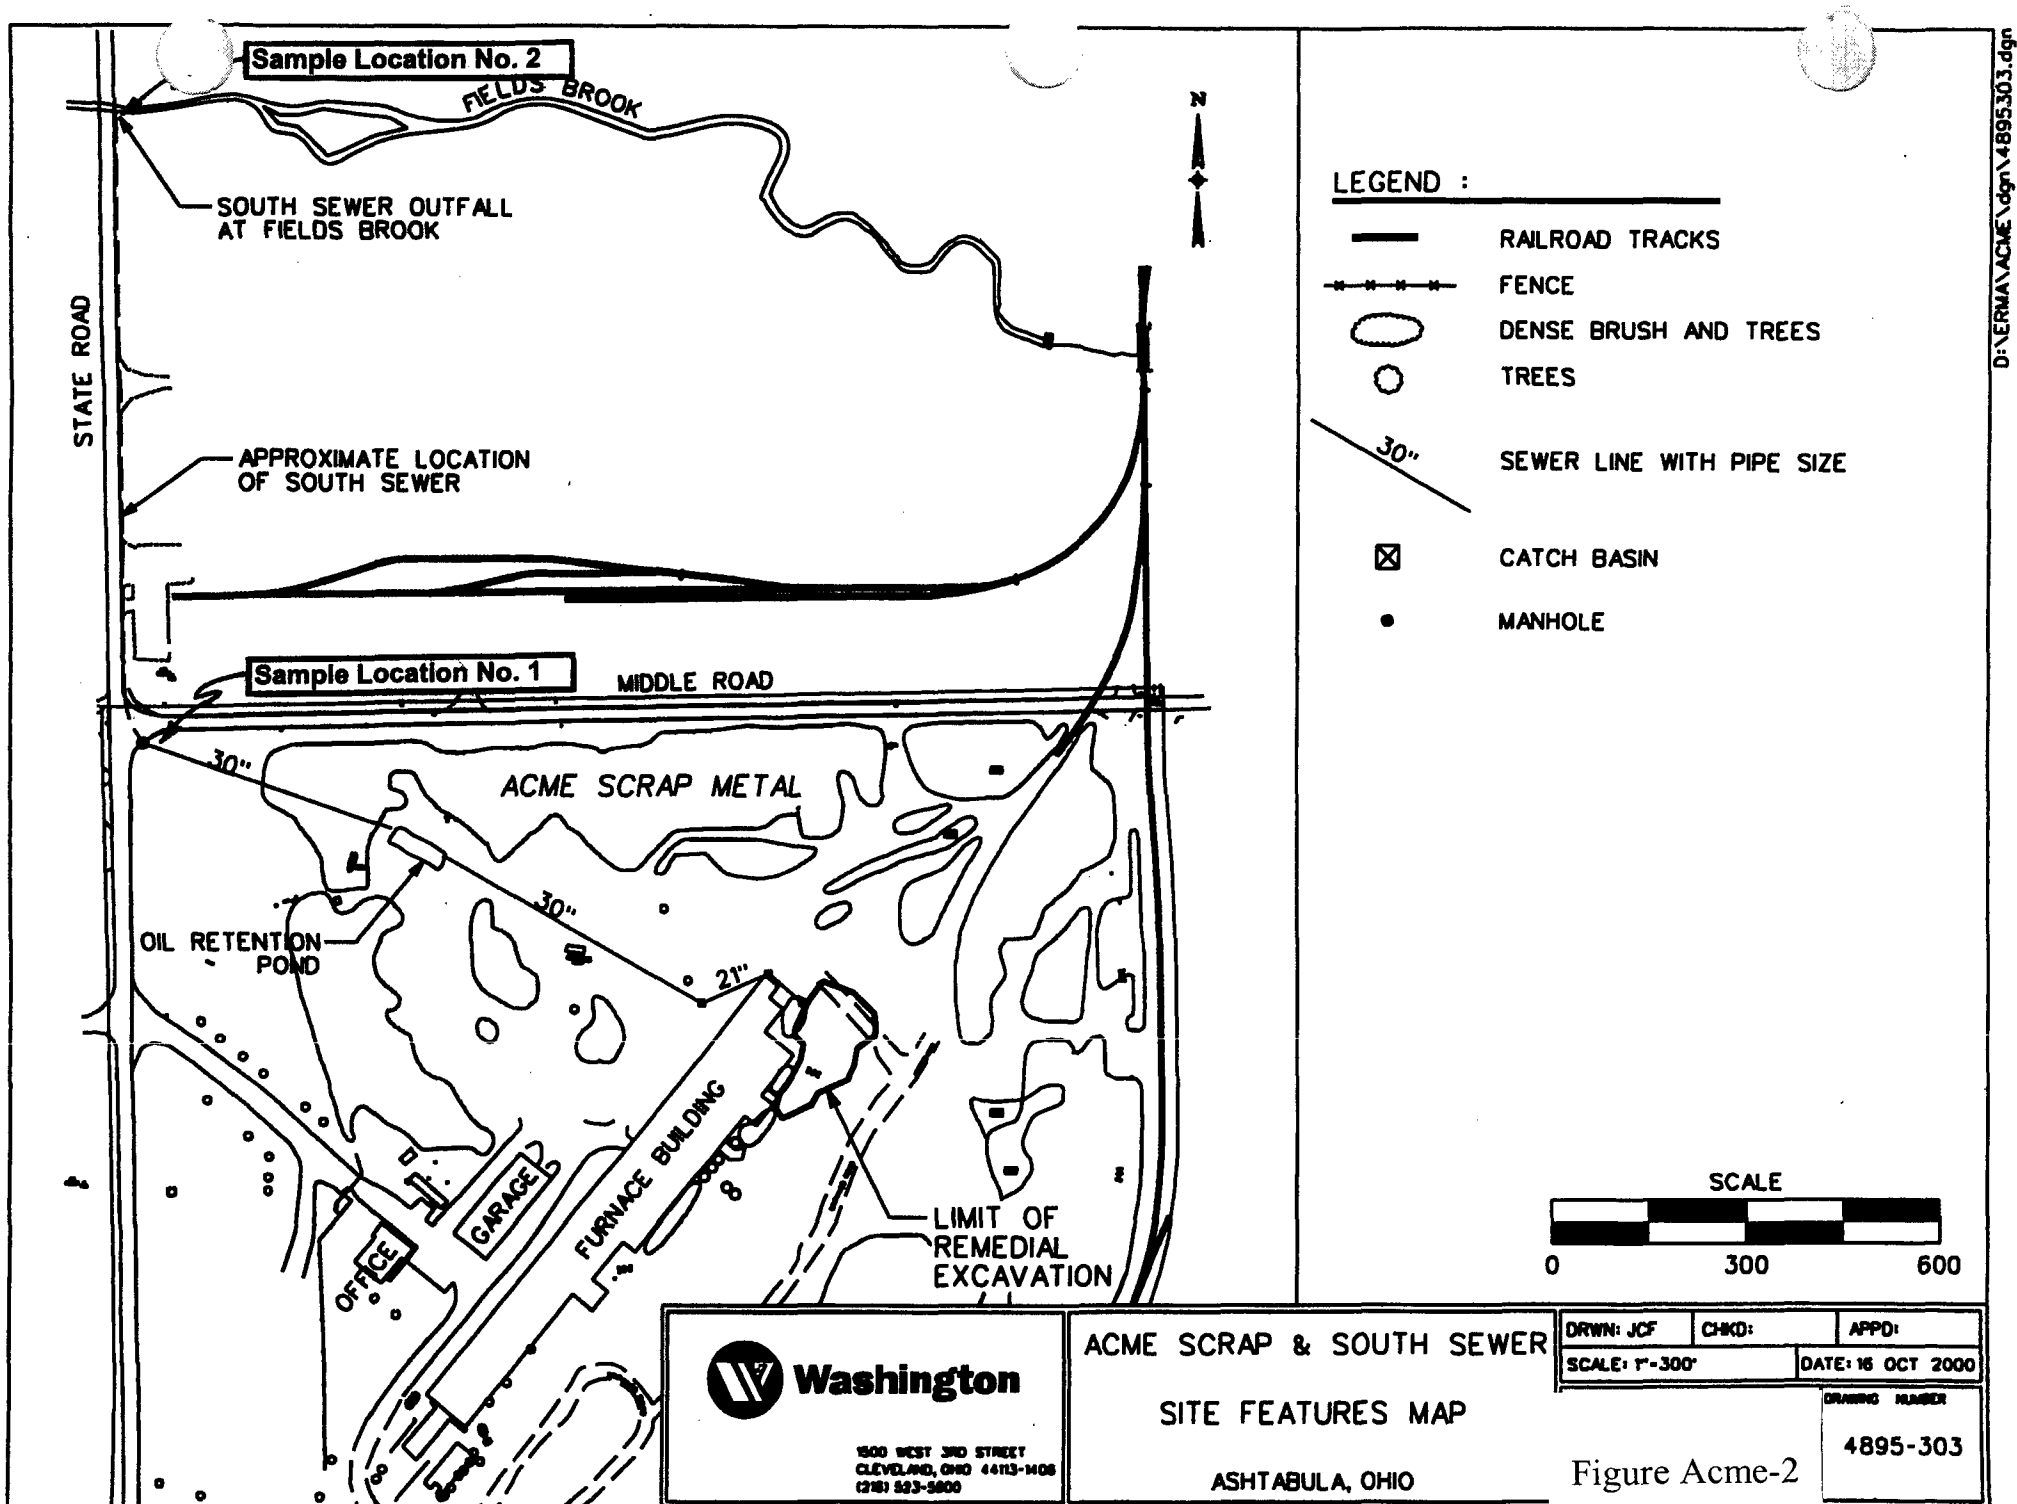 Sample Location No. 2
FIELDS BROOK
N
SOUTH SEWER OUTFALL
AT FIELDS BROOK
STATE ROAD
APPROXIMATE LOCATION
OF SOUTH SEWER
Sample Location No. 1
MIDDLE ROAD
30"
ACME SCRAP METAL
30"
OIL RETENTION
POND
21"
FURNACE BUILDING
GARAGE
OFFICE
LIMIT OF
REMEDIAL
EXCAVATION
LEGEND :
RAILROAD TRACKS
FENCE
DENSE BRUSH AND TREES
TREES
30"
SEWER LINE WITH PIPE SIZE
CATCH BASIN
MANHOLE
D:\ERMA\ACME\dgn\4895303.dgn
SCALE
0 300 600
Washington
1500 WEST 3RD STREET
CLEVELAND, OHIO 44113-1406
(216) 523-5600
ACME SCRAP & SOUTH SEWER
SITE FEATURES MAP
ASHTABULA, OHIO
DRWN: JCF CHKD: APPD:
SCALE: 1"=300' DATE: 16 OCT 2000
DRAWING NUMBER
4895-303
Figure Acme-2